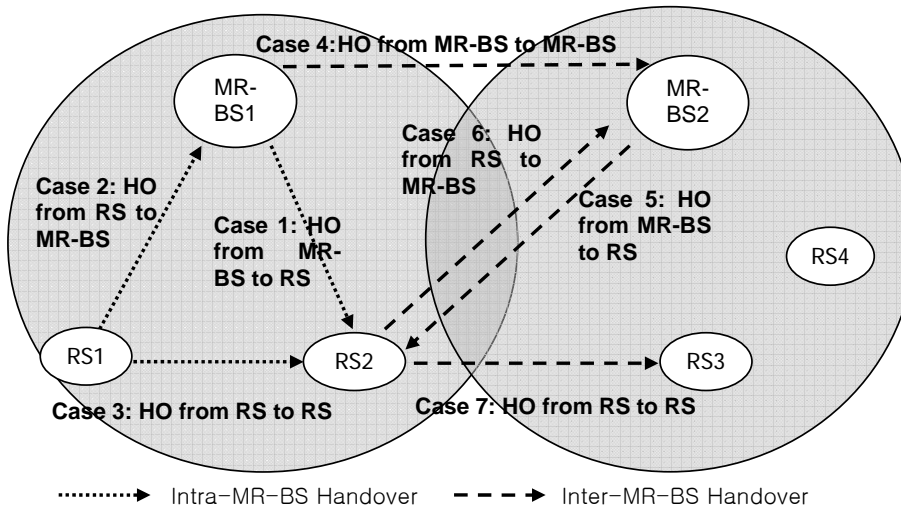 Case 4:HO from MR-BS to MR-BS
MR-
BS1
MR-
BS2
Case 6: HO
from RS to
MR-BS
Case 2: HO
from RS to
MR-BS
Case 1: HO
from MR-
BS to RS
Case 5: HO
from MR-BS
to RS
RS4
RS1
RS2
RS3
Case 3: HO from RS to RS
Case 7: HO from RS to RS
Intra-MR-BS Handover
Inter-MR-BS Handover